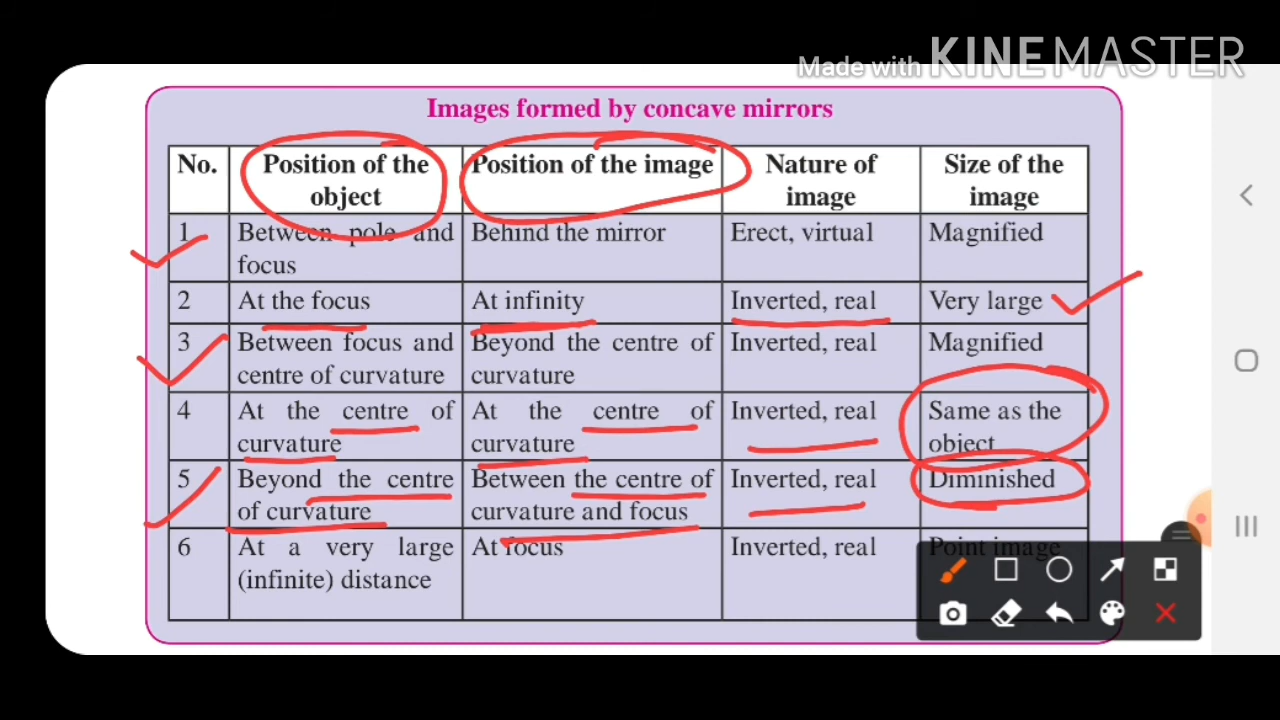 Made with KINEMASTER
Images formed by concave mirrors
No. Position of the object Position of the image Nature of image Size of the image
1 Between pole and focus Behind the mirror Erect, virtual Magnified
2 At the focus At infinity Inverted, real Very large
3 Between focus and centre of curvature Beyond the centre of curvature Inverted, real Magnified
4 At the centre of curvature At the centre of curvature Inverted, real Same as the object
5 Beyond the centre of curvature Between the centre of curvature and focus Inverted, real Diminished
6 At a very large (infinite) distance At focus Inverted, real Point image